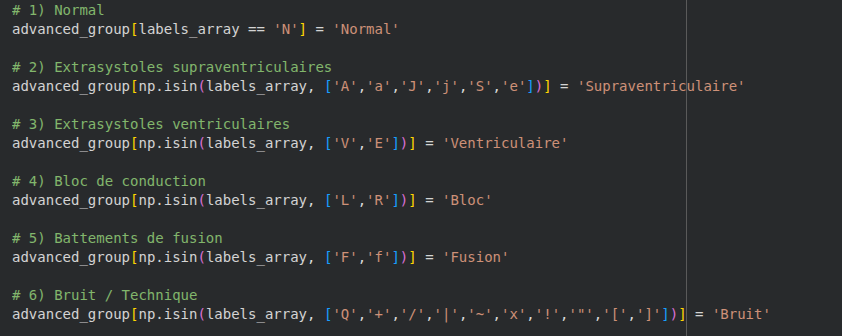 # 1) Normal
advanced_group[labels_array == 'N'] = 'Normal'
# 2) Extrasystoles supraventriculaires
advanced_group[np.isin(labels_array, ['A','a','J','j','S','e'])] = 'Supraventriculaire'
# 3) Extrasystoles ventriculaires
advanced_group[np.isin(labels_array, ['V','E'])] = 'Ventriculaire'
# 4) Bloc de conduction
advanced_group[np.isin(labels_array, ['L','R'])] = 'Bloc'
# 5) Battements de fusion
advanced_group[np.isin(labels_array, ['F','f'])] = 'Fusion'
# 6) Bruit / Technique
advanced_group[np.isin(labels_array, ['Q','+','/','|','~','x','!','"','[',']'])] = 'Bruit'